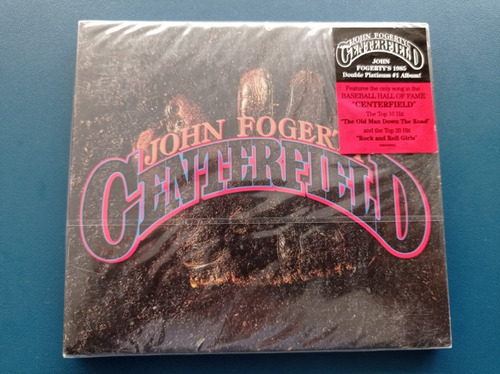 JOHN FOGERTY
CENTERFIELD
JOHN
FOGERTY'S 1985
Double Platinum #1 Album!
Features the only song in the
BASEBALL HALL OF FAME
"CENTERFIELD"
The Top 10 Hit
"The Old Man Down The Road"
and the Top 20 Hit
"Rock and Roll Girls"
JOHN FOGERT
CENTERFIELD